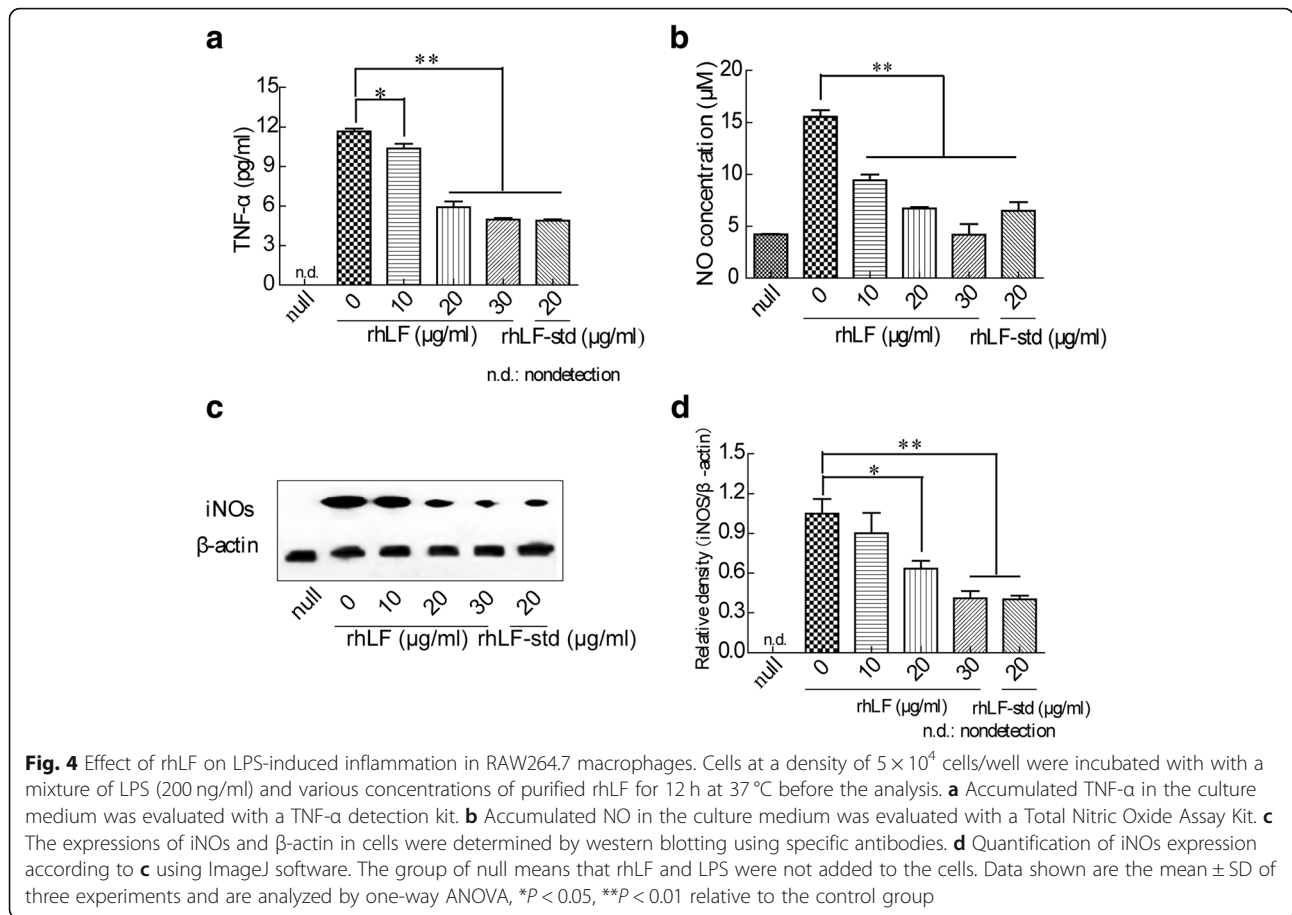 a
**
*
TNF-α (pg/ml)
15
12
9
6
3
0
n.d.
null
0
10
20
30
20
rhLF (μg/ml)
rhLF-std (μg/ml)
n.d.: nondetection
b
**
NO concentration (μM)
20
15
10
5
0
null
0
10
20
30
20
rhLF (μg/ml)
rhLF-std (μg/ml)
c
iNOs
β-actin
null
0
10
20
30
20
rhLF (μg/ml)
rhLF-std (μg/ml)
d
**
*
Relative density (iNOS/β -actin)
1.5
1.2
0.9
0.6
0.3
0.0
n.d.
null
0
10
20
30
20
rhLF (μg/ml)
rhLF-std (μg/ml)
n.d.: nondetection
Fig. 4 Effect of rhLF on LPS-induced inflammation in RAW264.7 macrophages. Cells at a density of 5 × 10⁴ cells/well were incubated with with a
mixture of LPS (200 ng/ml) and various concentrations of purified rhLF for 12 h at 37 °C before the analysis. a Accumulated TNF-α in the culture
medium was evaluated with a TNF-α detection kit. b Accumulated NO in the culture medium was evaluated with a Total Nitric Oxide Assay Kit. c
The expressions of iNOs and β-actin in cells were determined by western blotting using specific antibodies. d Quantification of iNOs expression
according to c using ImageJ software. The group of null means that rhLF and LPS were not added to the cells. Data shown are the mean ± SD of
three experiments and are analyzed by one-way ANOVA, *P < 0.05, **P < 0.01 relative to the control group